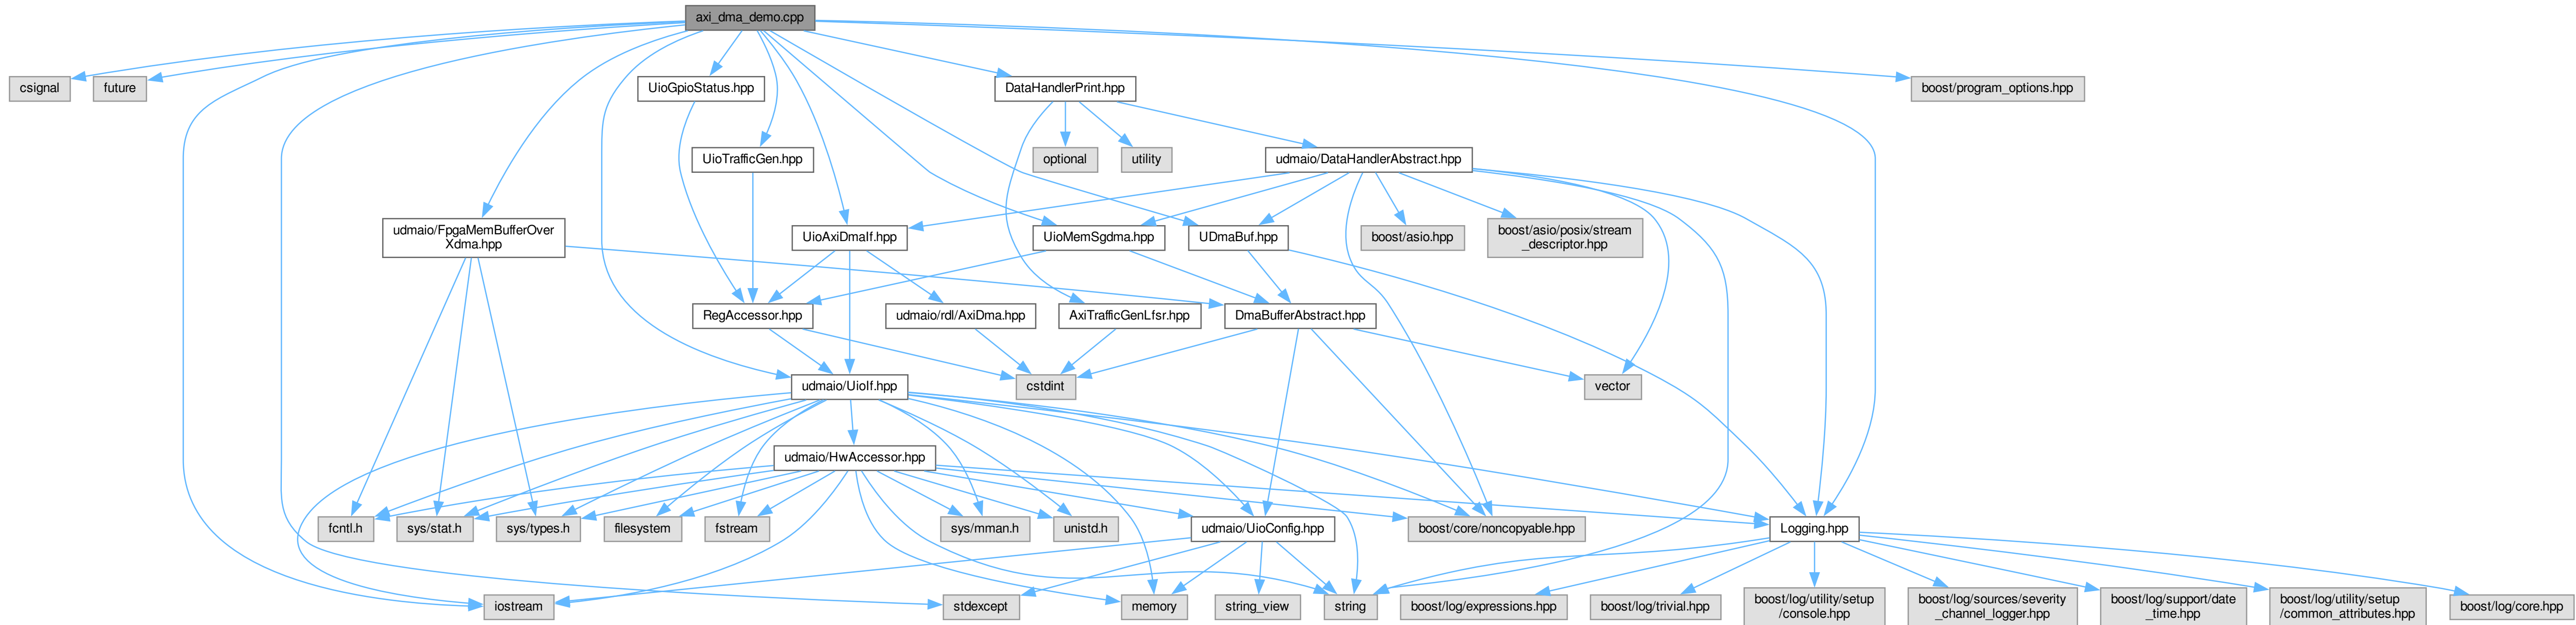 axi_dma_demo.cpp
csignal
future
UioGpioStatus.hpp
DataHandlerPrint.hpp
boost/program_options.hpp
UioTrafficGen.hpp
optional
utility
udmaio/DataHandlerAbstract.hpp
udmaio/FpgaMemBufferOver
Xdma.hpp
UioAxiDmaIf.hpp
UioMemSgdma.hpp
UDmaBuf.hpp
boost/asio.hpp
boost/asio/posix/stream
_descriptor.hpp
RegAccessor.hpp
udmaio/rdl/AxiDma.hpp
AxiTrafficGenLfsr.hpp
DmaBufferAbstract.hpp
udmaio/UioIf.hpp
cstdint
vector
udmaio/HwAccessor.hpp
fcntl.h
sys/stat.h
sys/types.h
filesystem
fstream
sys/mman.h
unistd.h
udmaio/UioConfig.hpp
boost/core/noncopyable.hpp
Logging.hpp
iostream
stdexcept
memory
string_view
string
boost/log/expressions.hpp
boost/log/trivial.hpp
boost/log/utility/setup
/console.hpp
boost/log/sources/severity
_channel_logger.hpp
boost/log/support/date
_time.hpp
boost/log/utility/setup
/common_attributes.hpp
boost/log/core.hpp